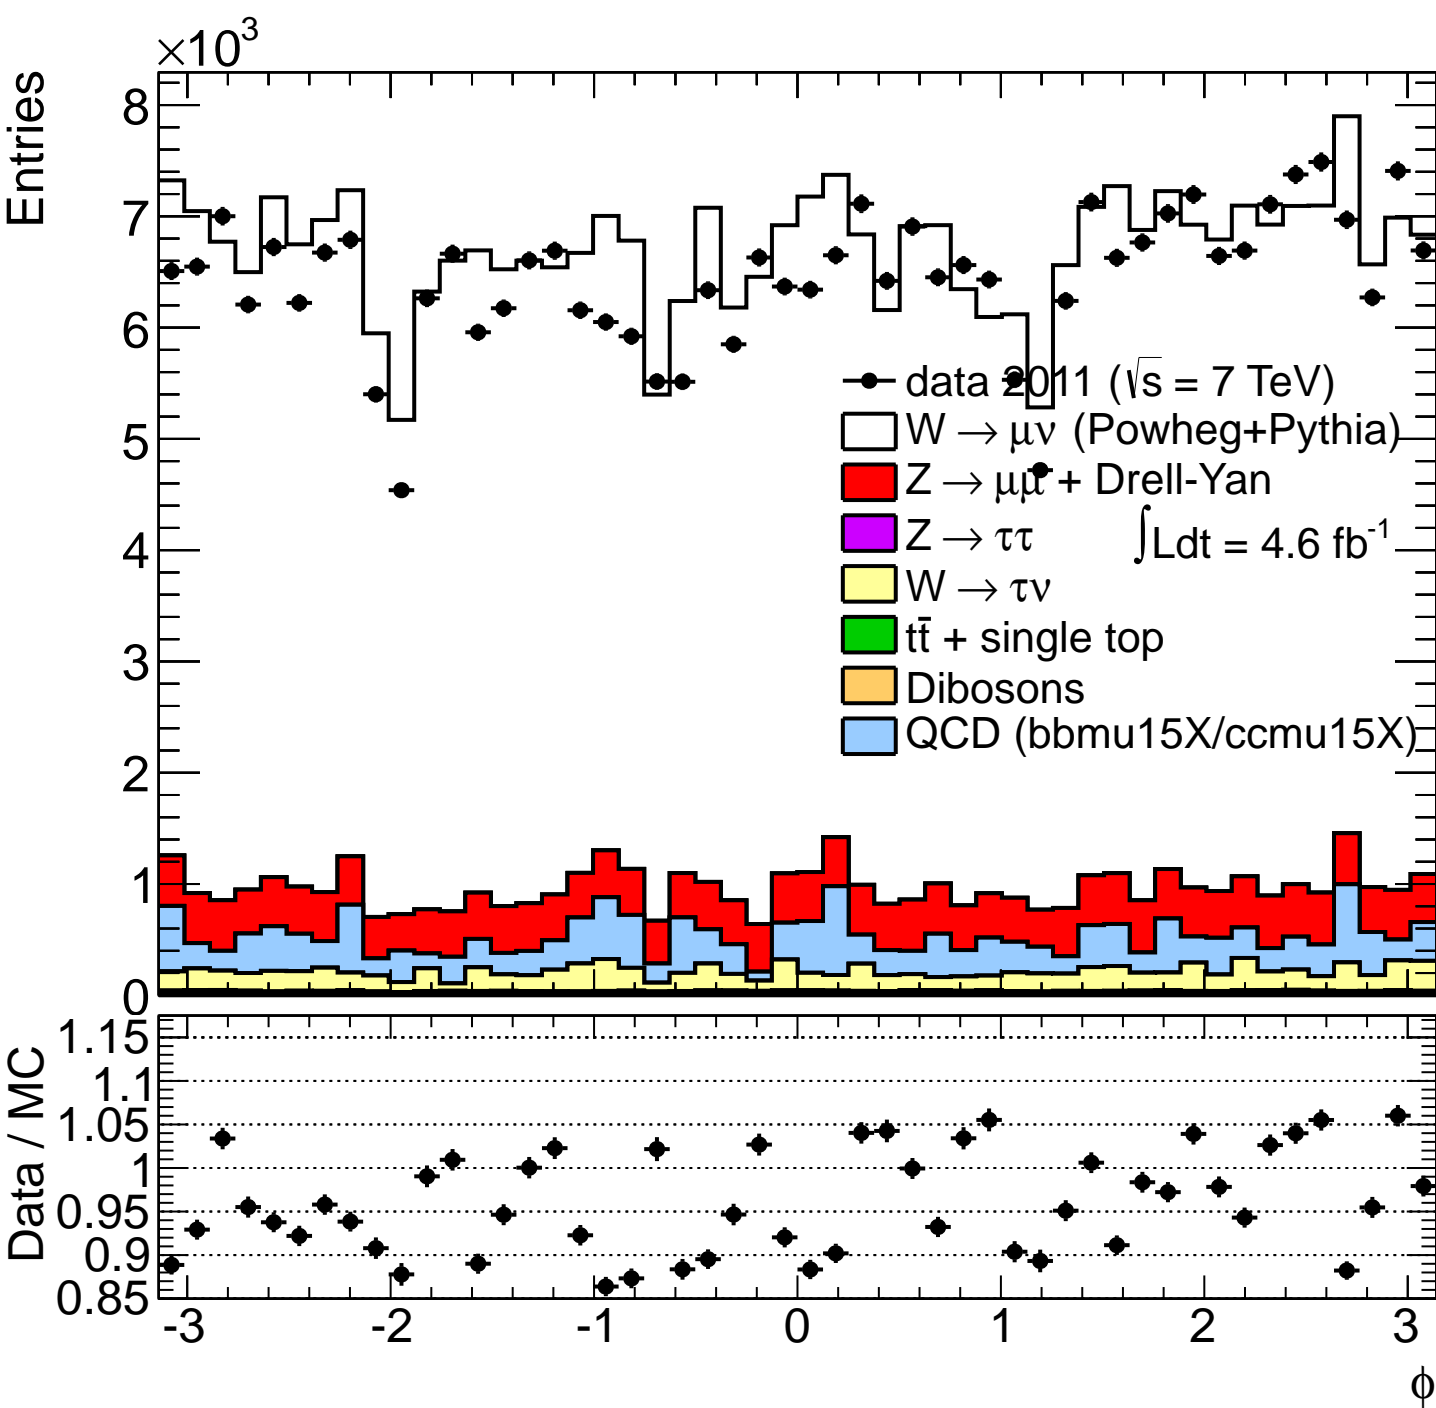 ×10³
Entries
8
7
6
5
4
3
2
1
0
data 2011 (√s = 7 TeV)
W → μν (Powheg+Pythia)
Z → μμ + Drell-Yan
Z → ττ
∫Ldt = 4.6 fb⁻¹
W → τν
tt̄ + single top
Dibosons
QCD (bbmu15X/ccmu15X)
Data / MC
1.15
1.1
1.05
1
0.95
0.9
0.85
-3 -2 -1 0 1 2 3
ϕ